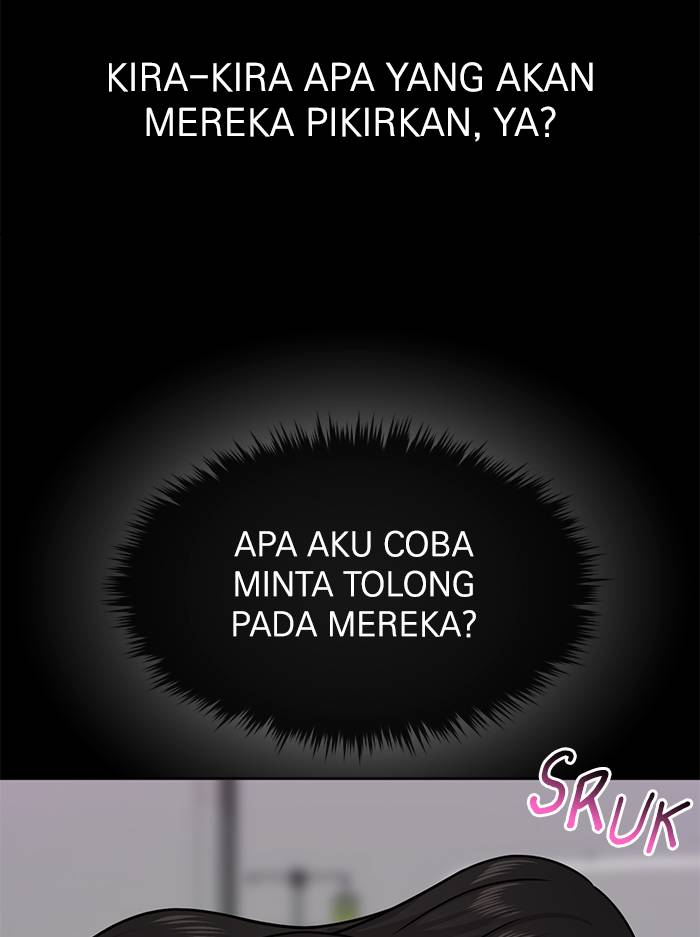 KIRA-KIRA APA YANG AKAN
MEREKA PIKIRKAN, YA?
APA AKU COBA
MINTA TOLONG
PADA MEREKA?
SRUK